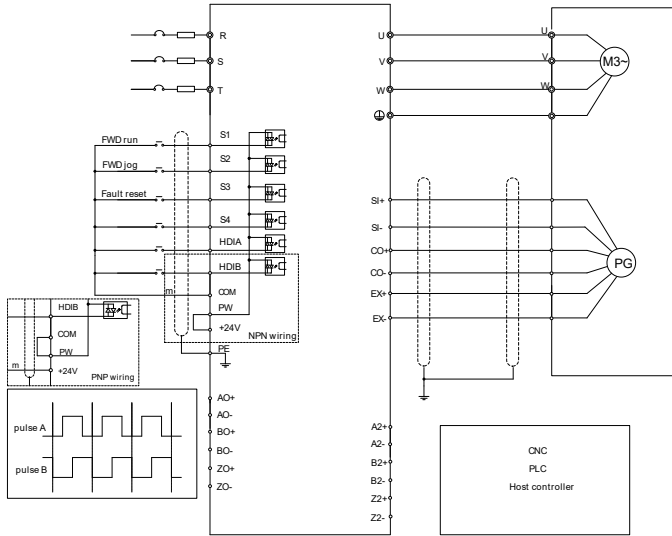 R
S
T
U
V
W
U
V
W
M3~
FWD run
FWD jog
Fault reset
S1
S2
S3
S4
HDIA
HDIB
COM
PW
+24V
PE
m
NPN wiring
HDIB
COM
PW
+24V
m
PNP wiring
pulse A
pulse B
SI+
SI-
CO+
CO-
EX+
EX-
PG
AO+
AO-
BO+
BO-
ZO+
ZO-
A2+
A2-
B2+
B2-
Z2+
Z2-
CNC
PLC
Host controller